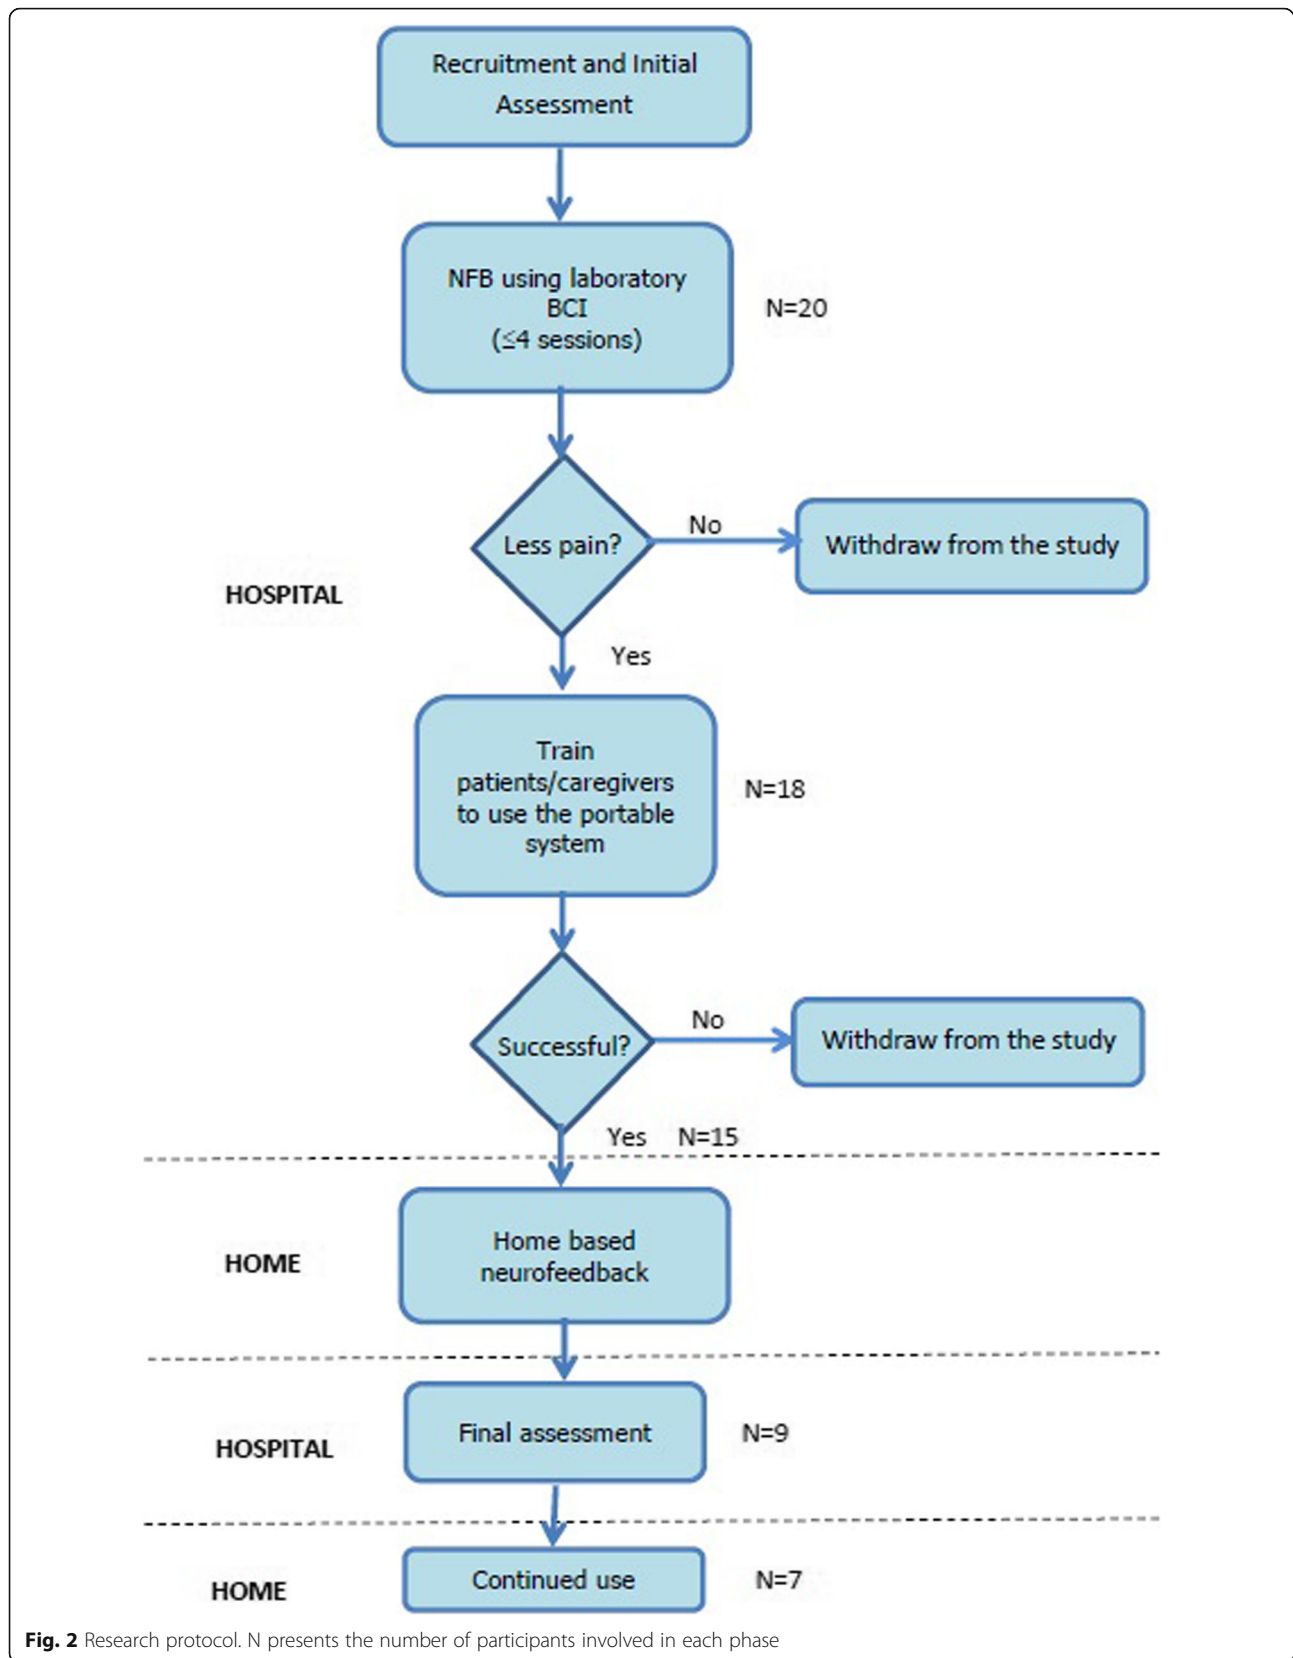 Recruitment and Initial
Assessment
NFB using laboratory
BCI
(≤4 sessions)
N=20
Less pain?
No
Withdraw from the study
HOSPITAL
Yes
Train
patients/caregivers
to use the portable
system
N=18
Successful?
No
Withdraw from the study
Yes N=15
HOME
Home based
neurofeedback
HOSPITAL
Final assessment
N=9
HOME
Continued use
N=7
Fig. 2 Research protocol. N presents the number of participants involved in each phase